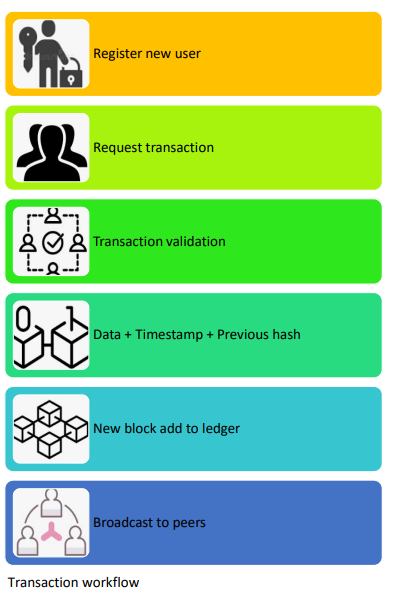 Register new user
Request transaction
Transaction validation
Data + Timestamp + Previous hash
New block add to ledger
Broadcast to peers
Transaction workflow